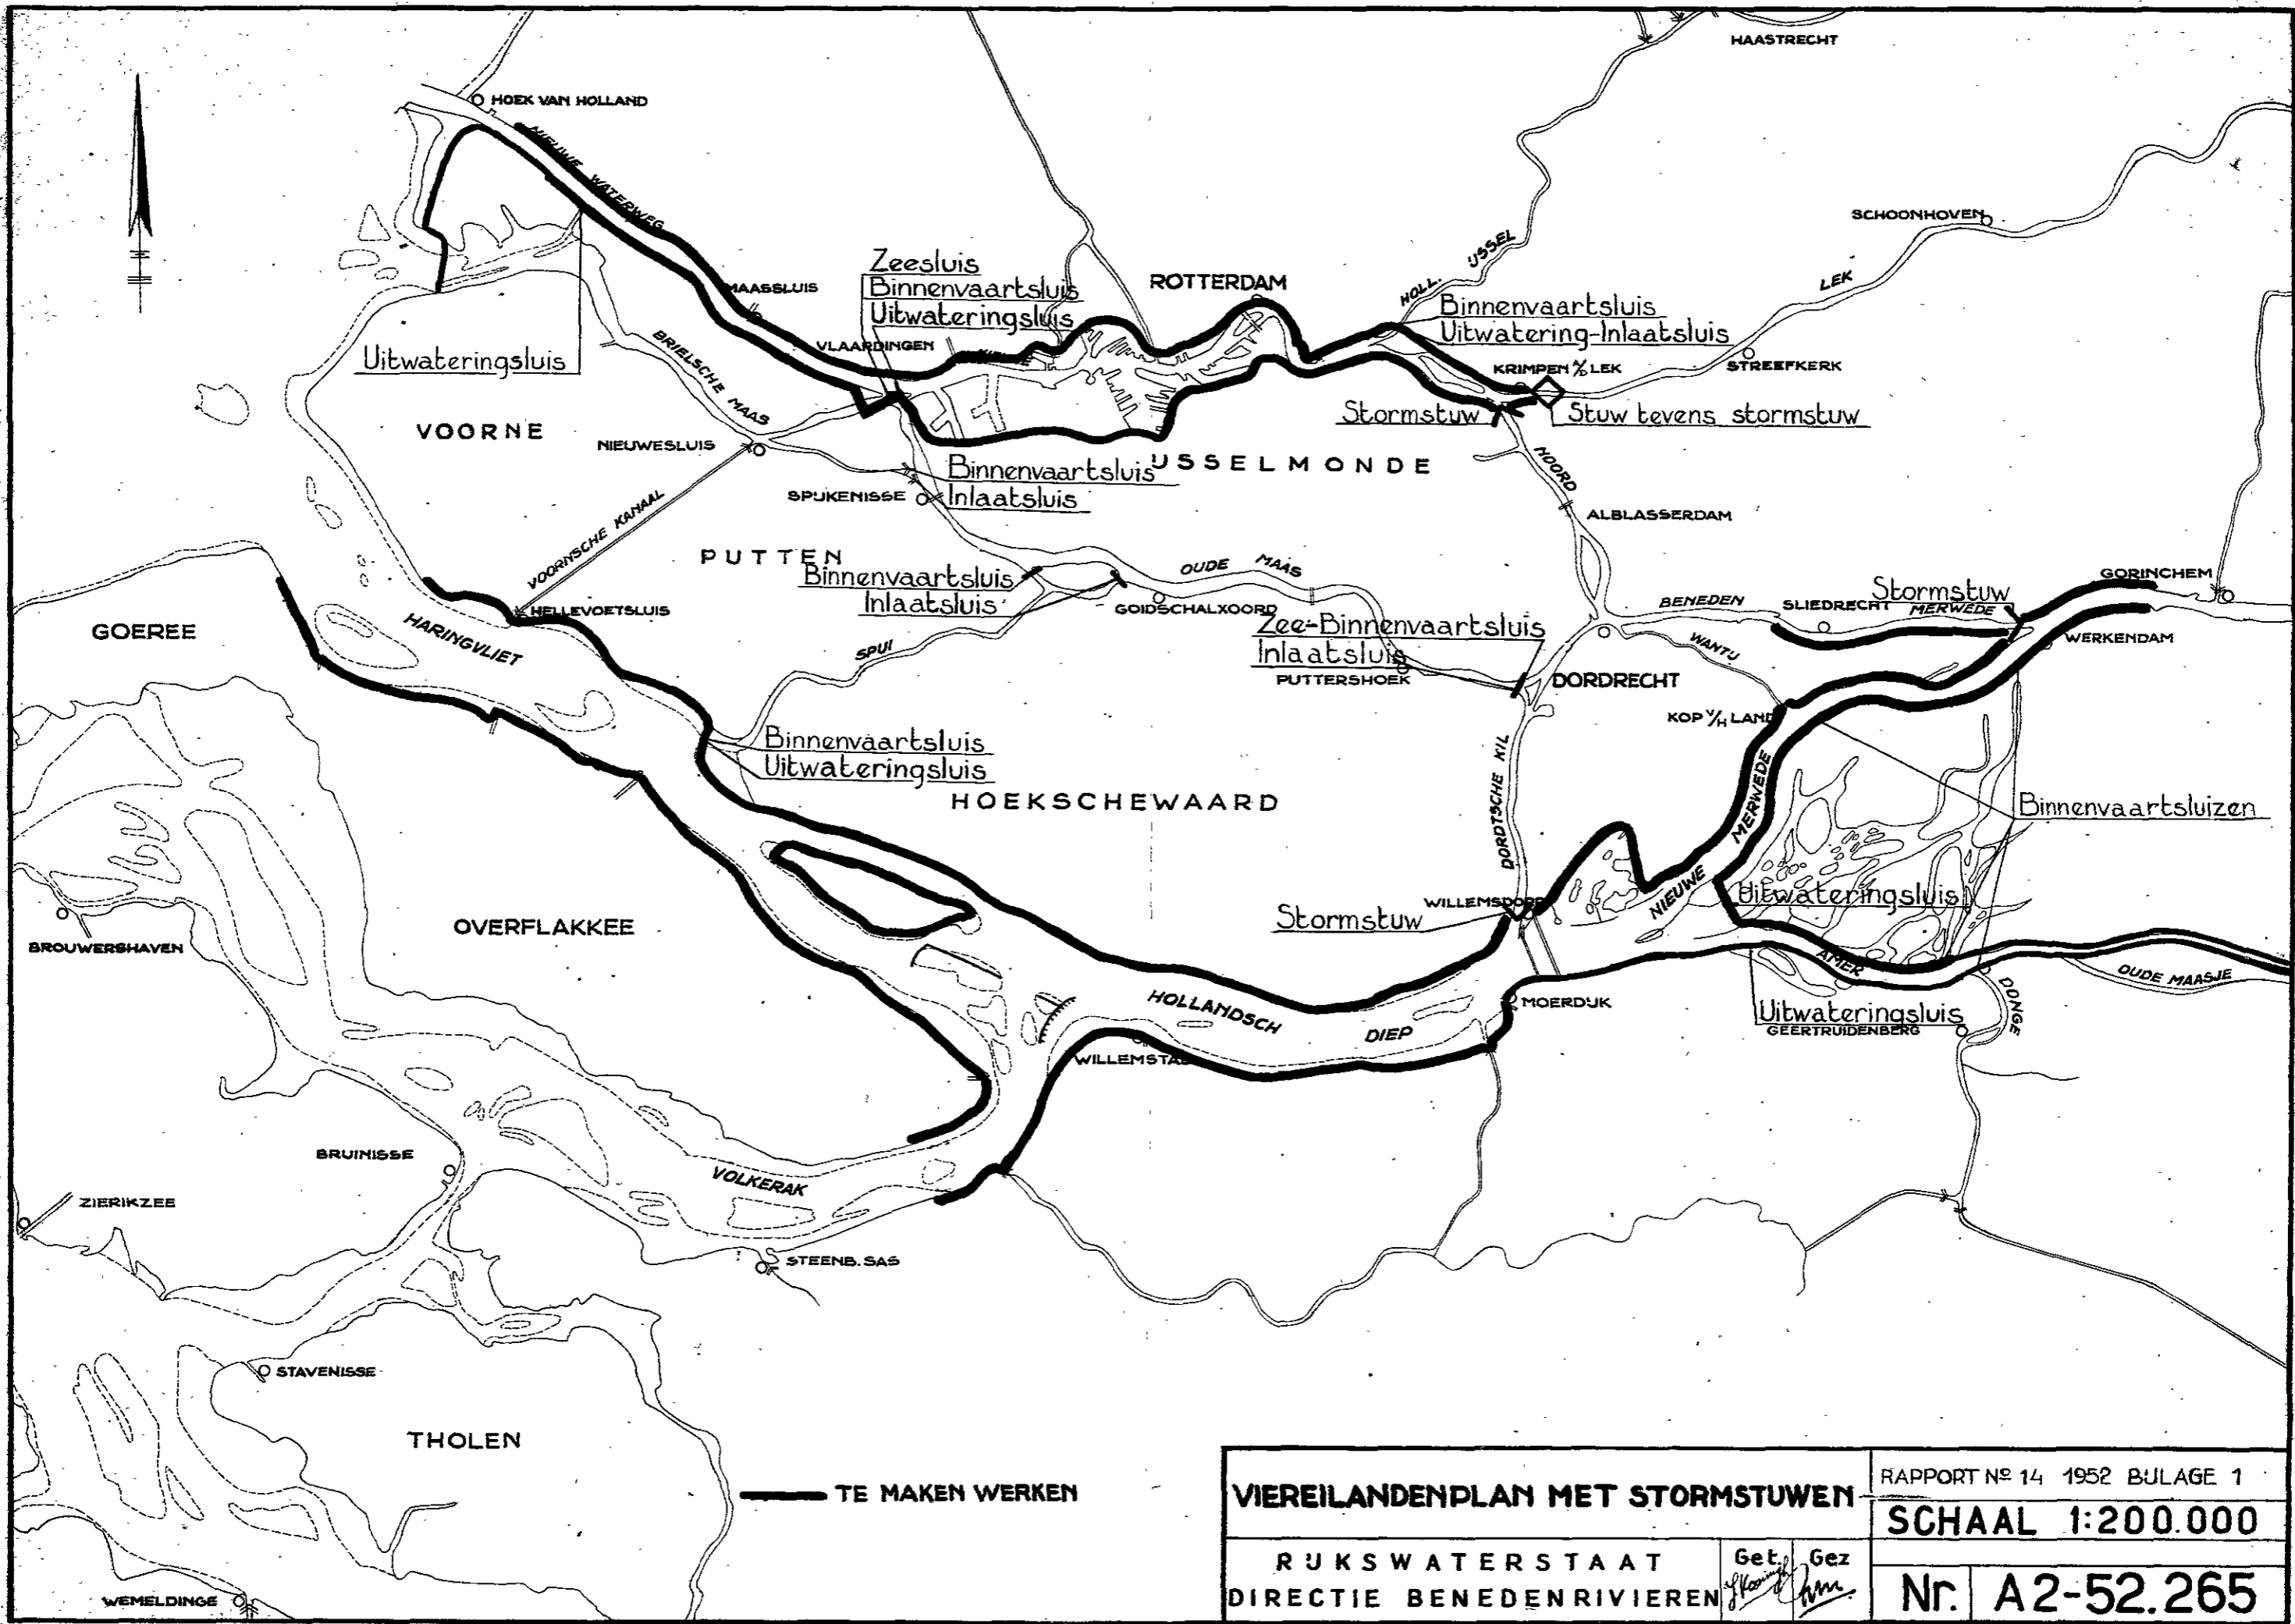 HAASTRECHT
HOEK VAN HOLLAND
NIEUWE WATERWEG
SCHOONHOVEN
HOLL. IJSSEL
LEK
Zeesluis
Binnenvaartsluis
Uitwateringsluis
ROTTERDAM
MAASSLUIS
Binnenvaartsluis
Uitwatering-Inlaatsluis
VLAARDINGEN
Uitwateringsluis
BRIELSCHE MAAS
KRIMPEN a/d LEK
STREEFKERK
Stormstuw
Stuw tevens stormstuw
VOORNE
NIEUWESLUIS
IJSSELMONDE
Binnenvaartsluis
Inlaatsluis
SPIJKENISSE
NOORD
ALBLASSERDAM
VOORNSCHE KANAAL
PUTTEN
OUDE MAAS
Binnenvaartsluis
Inlaatsluis
GOIDSCHALXOORD
GORINCHEM
Stormstuw
BENEDEN MERWEDE
SLIEDRECHT
HELLEVOETSLUIS
GOEREE
HARINGVLIET
SPUI
Zee-Binnenvaartsluis
Inlaatsluis
PUTTERSHOEK
WANTIJ
WERKENDAM
DORDRECHT
KOP v/H LAND
Binnenvaartsluis
Uitwateringsluis
HOEKSCHEWAARD
DORDTSCHE KIL
NIEUWE MERWEDE
Binnenvaartsluizen
Uitwateringsluis
WILLEMSDORP
Stormstuw
OVERFLAKKEE
BROUWERSHAVEN
AMER
OUDE MAASJE
HOLLANDSCH DIEP
MOERDIJK
Uitwateringsluis
GEERTRUIDENBERG
DONGE
WILLEMSTAD
BRUINISSE
VOLKERAK
ZIERIKZEE
STEENB. SAS
STAVENISSE
THOLEN
WEMELDINGE
TE MAKEN WERKEN
VIEREILANDENPLAN MET STORMSTUWEN
RAPPORT Nº 14 1952 BIJLAGE 1
SCHAAL 1:200.000
RIJKSWATERSTAAT
DIRECTIE BENEDENRIVIEREN
Get. Gez
Nr. A2-52.265